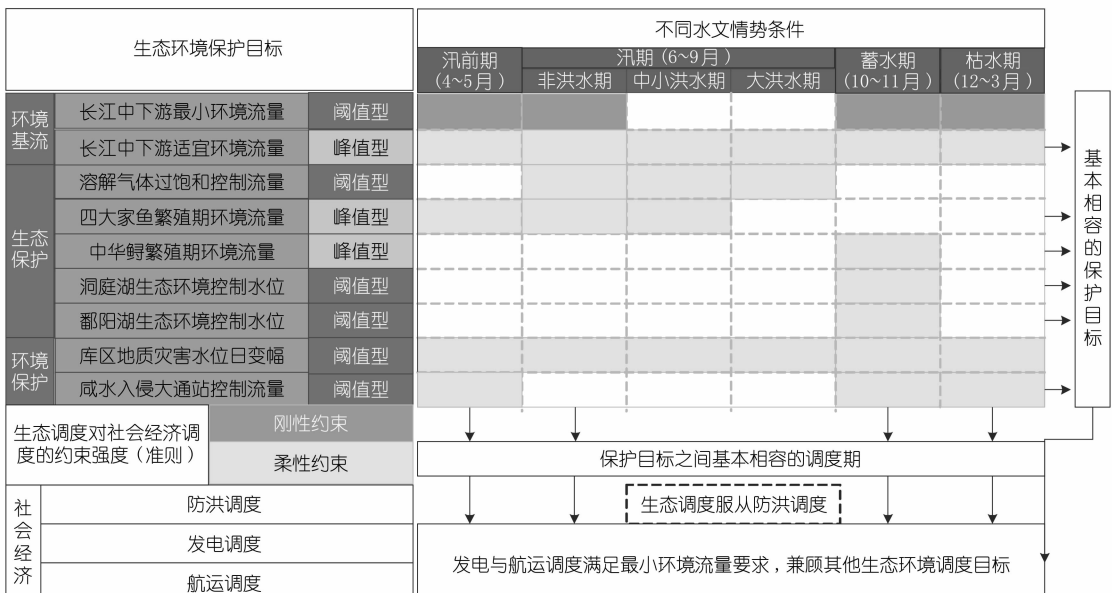 生态环境保护目标
不同水文情势条件
汛前期
(4~5月)
汛期(6~9月)
非洪水期
中小洪水期
大洪水期
蓄水期
(10~11月)
枯水期
(12~3月)
环境
基流
长江中下游最小环境流量
阈值型
长江中下游适宜环境流量
峰值型
生态
保护
溶解气体过饱和控制流量
阈值型
四大家鱼繁殖期环境流量
峰值型
中华鲟繁殖期环境流量
峰值型
洞庭湖生态环境控制水位
阈值型
鄱阳湖生态环境控制水位
阈值型
环境
保护
库区地质灾害水位日变幅
阈值型
咸水入侵大通站控制流量
阈值型
基本相容的保护目标
生态调度对社会经济调
度的约束强度(准则)
刚性约束
柔性约束
保护目标之间基本相容的调度期
社会经济
防洪调度
发电调度
航运调度
生态调度服从防洪调度
发电与航运调度满足最小环境流量要求,兼顾其他生态环境调度目标